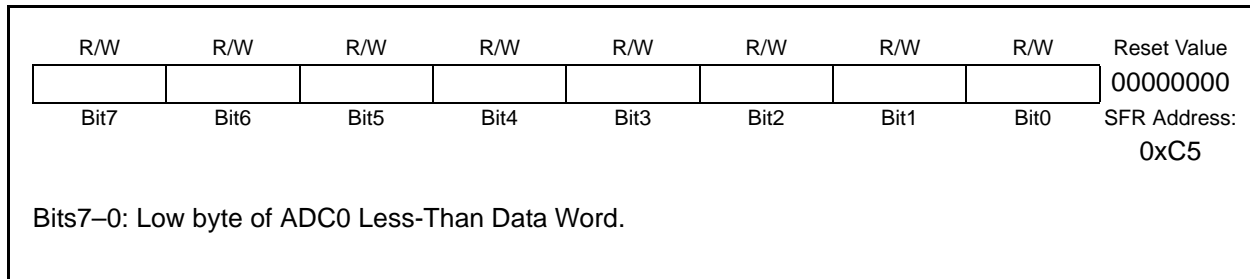 R/W R/W R/W R/W R/W R/W R/W R/W Reset Value
00000000
Bit7 Bit6 Bit5 Bit4 Bit3 Bit2 Bit1 Bit0 SFR Address:
0xC5
Bits7–0: Low byte of ADC0 Less-Than Data Word.